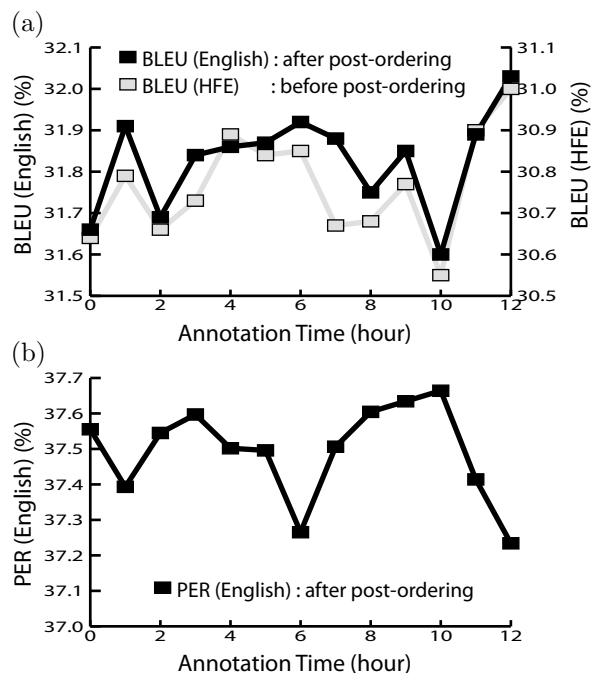 (a)
32.1
32.0
31.9
31.8
31.7
31.6
31.5
BLEU (English) (%)
BLEU (English) : after post-ordering
BLEU (HFE) : before post-ordering
31.1
31.0
30.9
30.8
30.7
30.6
30.5
BLEU (HFE) (%)
0 2 4 6 8 10 12
Annotation Time (hour)
(b)
37.7
37.6
37.5
37.4
37.3
37.2
37.1
37.0
PER (English) (%)
PER (English) : after post-ordering
0 2 4 6 8 10 12
Annotation Time (hour)